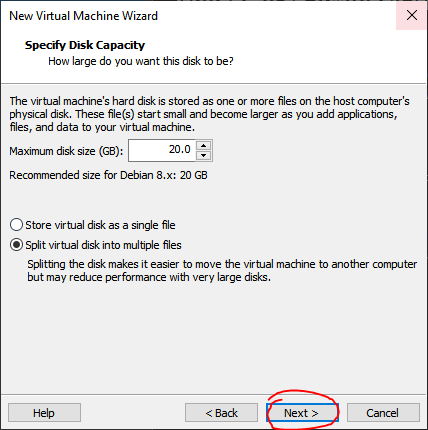 New Virtual Machine Wizard
Specify Disk Capacity
How large do you want this disk to be?
The virtual machine's hard disk is stored as one or more files on the host computer's
physical disk. These file(s) start small and become larger as you add applications,
files, and data to your virtual machine.
Maximum disk size (GB): 20.0
Recommended size for Debian 8.x: 20 GB
Store virtual disk as a single file
Split virtual disk into multiple files
Splitting the disk makes it easier to move the virtual machine to another computer
but may reduce performance with very large disks.
Help < Back Next > Cancel